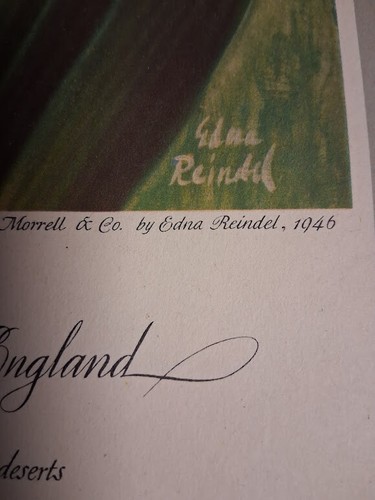 Edna
Reindel
Morrell & Co. by Edna Reindel, 1946
England
deserts